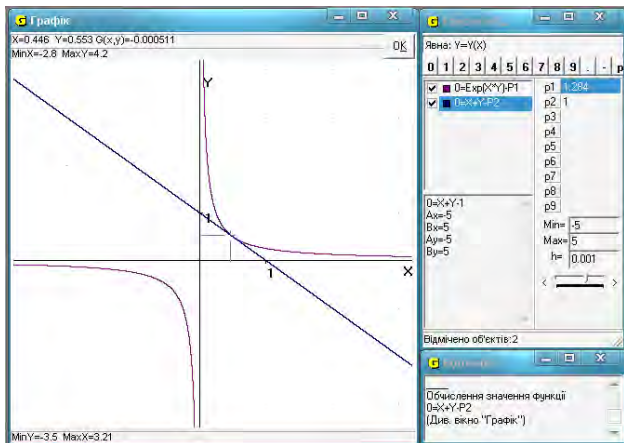 Графік
X=0.446 Y=0.553 G(x,y)=-0.000511
OK
MinX=-2.8 MaxY=4.2
Y
1
1
X
MinY=-3.5 MaxX=3.21
Явна: Y=Y(X)
0 1 2 3 4 5 6 7 8 9 . - p
0=Exp(X*Y)-P1
0=X+Y-P2
p1 1.284
p2 1
p3
p4
p5
p6
p7
p8
p9
0=X+Y-1
Ax=-5
Bx=5
Ay=-5
By=5
Min= -5
Max= 5
h= 0.001
< >
Відмічено об'єктів:2
Обчислення значення функції
0=X+Y-P2
(Див. вікно "Графік")